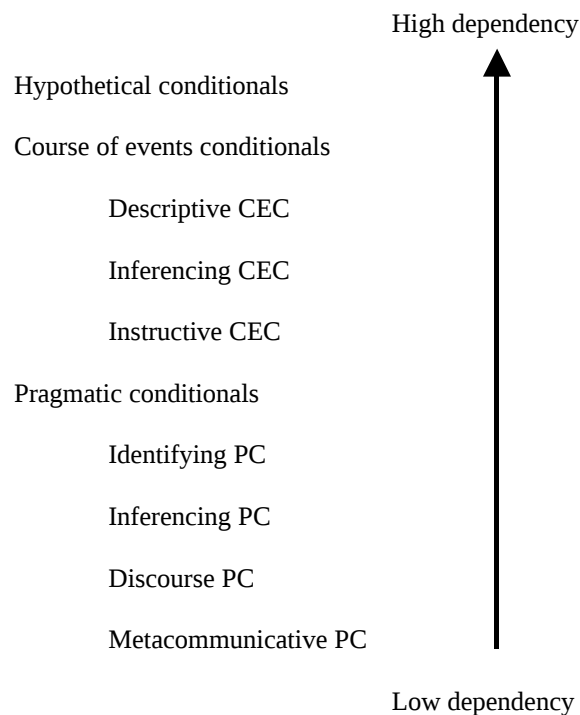 High dependency
Hypothetical conditionals
Course of events conditionals
Descriptive CEC
Inferencing CEC
Instructive CEC
Pragmatic conditionals
Identifying PC
Inferencing PC
Discourse PC
Metacommunicative PC
Low dependency